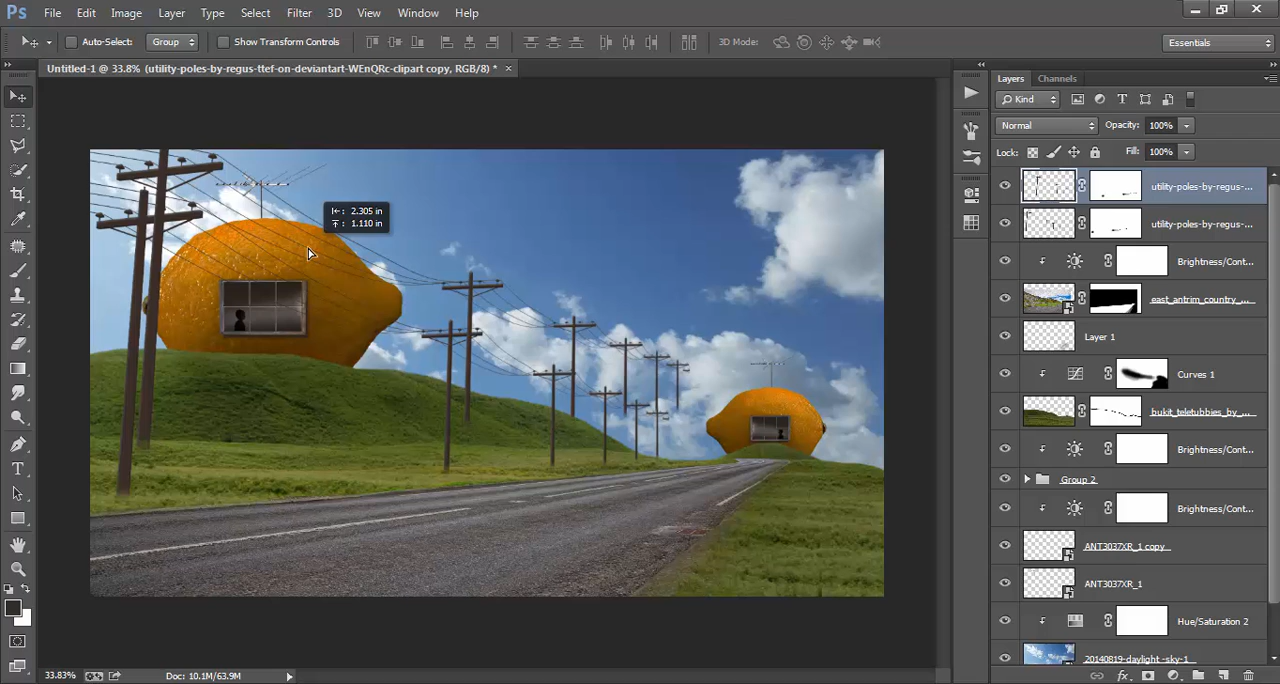 Ps File Edit Image Layer Type Select Filter 3D View Window Help
Auto-Select: Group Show Transform Controls 3D Mode: Essentials
Untitled-1 @ 33.8% (utility-poles-by-regus-ttef-on-deviantart-WEnQRc-clipart copy, RGB/8) * ×
Layers Channels
Kind
Normal Opacity: 100%
Lock: Fill: 100%
utility-poles-by-regus-...
utility-poles-by-regus-...
Brightness/Cont...
east_antrim_country_...
Layer 1
Curves 1
bukit_teletubbies_by_...
Brightness/Cont...
Group 2
Brightness/Cont...
ANT3037XR_1 copy
ANT3037XR_1
Hue/Saturation 2
20140819-daylight -sky-1
2.305 in
1.110 in
33.83% Doc: 10.1M/63.9M